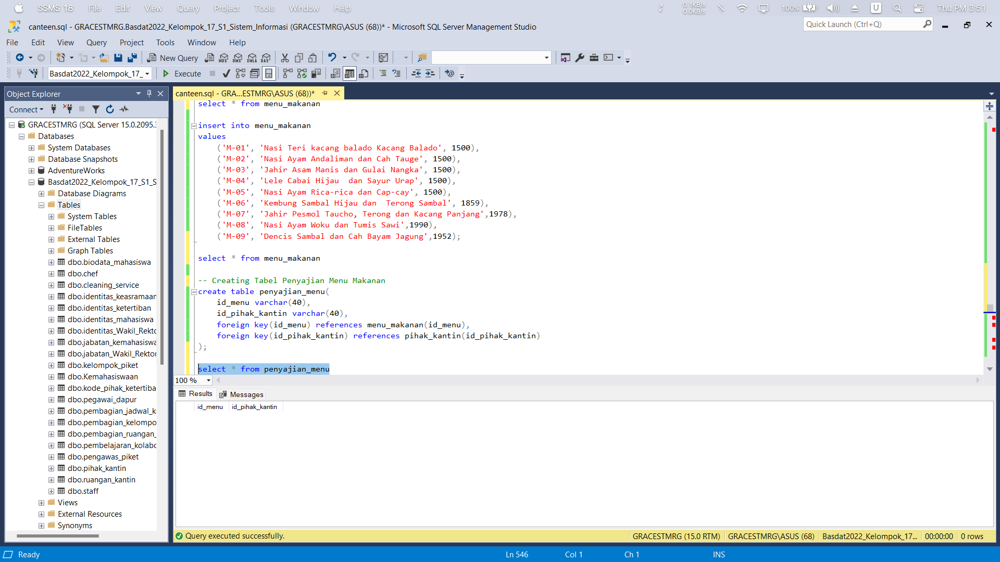 SSMS 18 File Edit View Query Project Tools Window Help 0.1KB/s 0.0KB/s 100% U Thu PM 3:51
canteen.sql - GRACESTMRG.Basdat2022_Kelompok_17_S1_Sistem_Informasi (GRACESTMRG\ASUS (68))* - Microsoft SQL Server Management Studio
Quick Launch (Ctrl+Q)
File Edit View Query Project Tools Window Help
New Query MDX DMX XMLA DAX
Basdat2022_Kelompok_17_ Execute
Object Explorer
Connect
GRACESTMRG (SQL Server 15.0.2095.3
Databases
System Databases
Database Snapshots
AdventureWorks
Basdat2022_Kelompok_17_S1_S
Database Diagrams
Tables
System Tables
FileTables
External Tables
Graph Tables
dbo.biodata_mahasiswa
dbo.chef
dbo.cleaning_service
dbo.identitas_keasramaan
dbo.identitas_ketertiban
dbo.identitas_mahasiswa
dbo.identitas_Wakil_Rekto
dbo.jabatan_kemahasiswa
dbo.jabatan_Wakil_Rektor
dbo.kelompok_piket
dbo.Kemahasiswaan
dbo.kode_pihak_ketertiba
dbo.pegawai_dapur
dbo.pembagian_jadwal_k
dbo.pembagian_kelompo
dbo.pembagian_ruangan_
dbo.pembelajaran_kolabo
dbo.pengawas_piket
dbo.pihak_kantin
dbo.ruangan_kantin
dbo.staff
Views
External Resources
Synonyms
canteen.sql - GRA...ESTMRG\ASUS (68))*
select * from menu_makanan
insert into menu_makanan
values
('M-01', 'Nasi Teri kacang balado Kacang Balado', 1500),
('M-02', 'Nasi Ayam Andaliman dan Cah Tauge', 1500),
('M-03', 'Jahir Asam Manis dan Gulai Nangka', 1500),
('M-04', 'Lele Cabai Hijau  dan Sayur Urap', 1500),
('M-05', 'Nasi Ayam Rica-rica dan Cap-cay', 1500),
('M-06', 'Kembung Sambal Hijau dan  Terong Sambal', 1859),
('M-07', 'Jahir Pesmol Taucho, Terong dan Kacang Panjang',1978),
('M-08', 'Nasi Ayam Woku dan Tumis Sawi',1990),
('M-09', 'Dencis Sambal dan Cah Bayam Jagung',1952);
select * from menu_makanan
-- Creating Tabel Penyajian Menu Makanan
create table penyajian_menu(
id_menu varchar(40),
id_pihak_kantin varchar(40),
foreign key(id_menu) references menu_makanan(id_menu),
foreign key(id_pihak_kantin) references pihak_kantin(id_pihak_kantin)
);
select * from penyajian_menu
100 %
Results Messages
id_menu id_pihak_kantin
Query executed successfully. GRACESTMRG (15.0 RTM) GRACESTMRG\ASUS (68) Basdat2022_Kelompok_17... 00:00:00 0 rows
Ready Ln 546 Col 1 Ch 1 INS